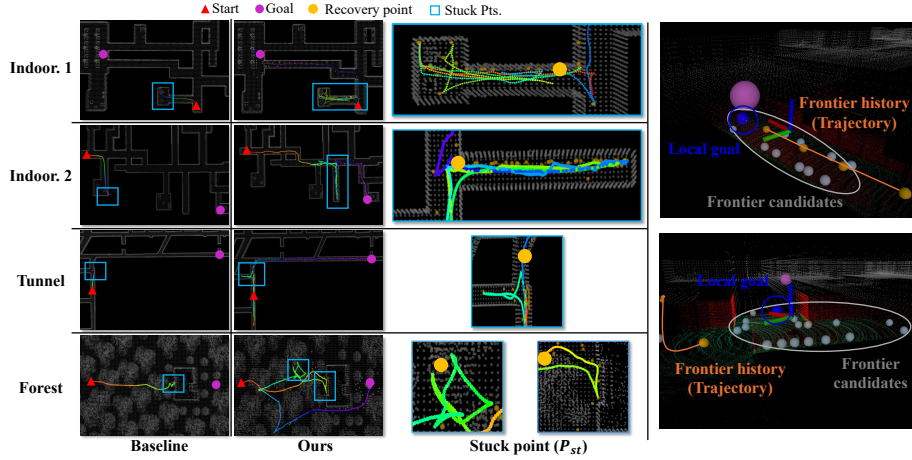 Start Goal Recovery point Stuck Pts.
Indoor. 1
Indoor. 2
Tunnel
Forest
Baseline Ours Stuck point (P_st)
Frontier history
(Trajectory)
Local goal
Frontier candidates
Local goal
Frontier history
(Trajectory)
Frontier
candidates